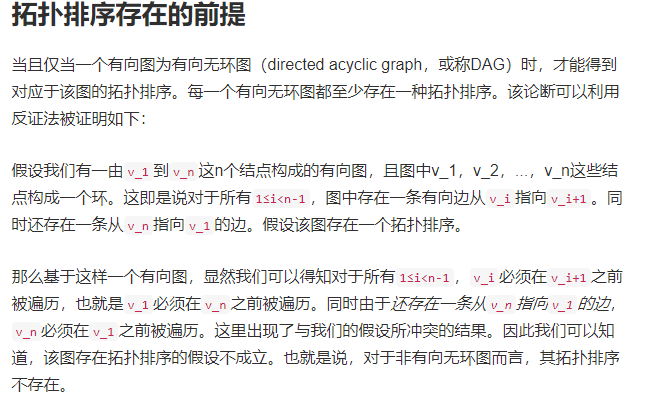 拓扑排序存在的前提
当且仅当一个有向图为有向无环图（directed acyclic graph，或称DAG）时，才能得到
对应于该图的拓扑排序。每一个有向无环图都至少存在一种拓扑排序。该论断可以利用
反证法被证明如下：
假设我们有一由 v_1 到 v_n 这n个结点构成的有向图，且图中v_1，v_2，...，v_n这些结
点构成一个环。这即是说对于所有 1≤i<n-1 ，图中存在一条有向边从 v_i 指向 v_i+1 。同
时还存在一条从 v_n 指向 v_1 的边。假设该图存在一个拓扑排序。
那么基于这样一个有向图，显然我们可以得知对于所有 1≤i<n-1 ， v_i 必须在 v_i+1 之前
被遍历，也就是 v_1 必须在 v_n 之前被遍历。同时由于还存在一条从 v_n 指向 v_1 的边，
v_n 必须在 v_1 之前被遍历。这里出现了与我们的假设所冲突的结果。因此我们可以知
道，该图存在拓扑排序的假设不成立。也就是说，对于非有向无环图而言，其拓扑排序
不存在。